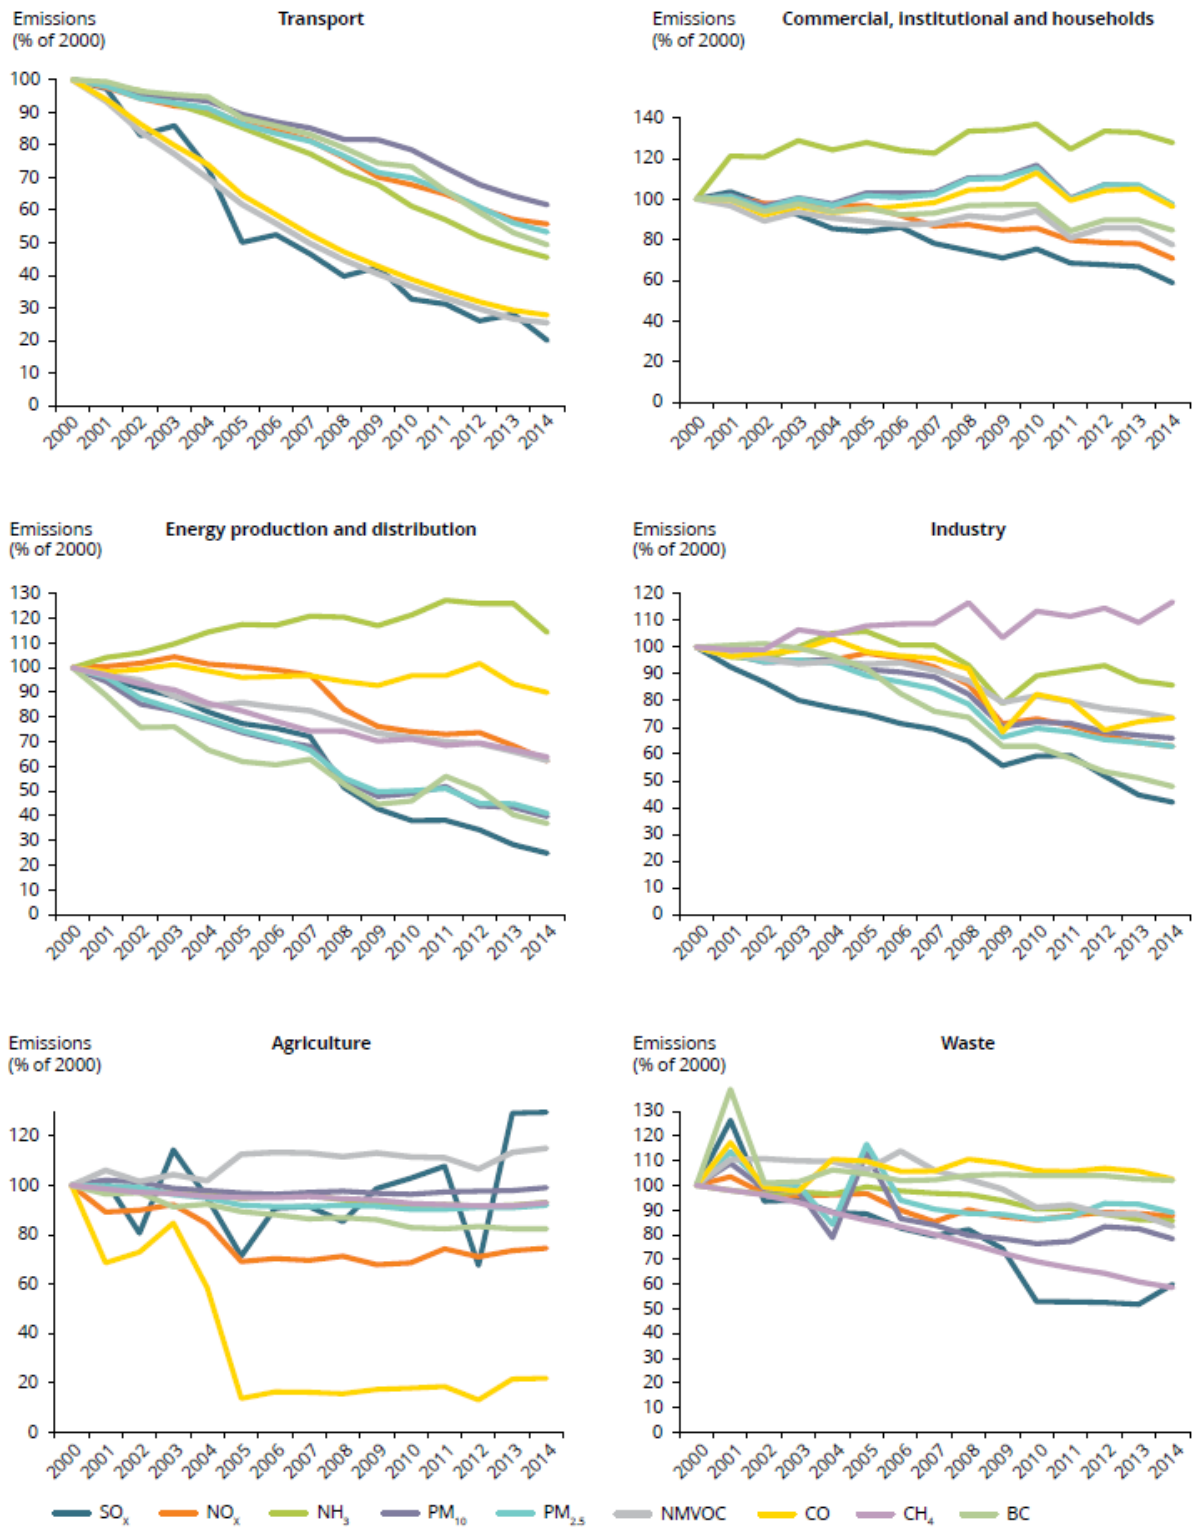 Emissions
(% of 2000)
Transport
100
90
80
70
60
50
40
30
20
10
0
2000 2001 2002 2003 2004 2005 2006 2007 2008 2009 2010 2011 2012 2013 2014
Emissions
(% of 2000)
Commercial, institutional and households
140
120
100
80
60
40
20
0
2000 2001 2002 2003 2004 2005 2006 2007 2008 2009 2010 2011 2012 2013 2014
Emissions
(% of 2000)
Energy production and distribution
130
120
110
100
90
80
70
60
50
40
30
20
10
0
2000 2001 2002 2003 2004 2005 2006 2007 2008 2009 2010 2011 2012 2013 2014
Emissions
(% of 2000)
Industry
120
110
100
90
80
70
60
50
40
30
20
10
0
2000 2001 2002 2003 2004 2005 2006 2007 2008 2009 2010 2011 2012 2013 2014
Emissions
(% of 2000)
Agriculture
120
100
80
60
40
20
0
2000 2001 2002 2003 2004 2005 2006 2007 2008 2009 2010 2011 2012 2013 2014
Emissions
(% of 2000)
Waste
130
120
110
100
90
80
70
60
50
40
30
20
10
0
2000 2001 2002 2003 2004 2005 2006 2007 2008 2009 2010 2011 2012 2013 2014
SOₓ NOₓ NH₃ PM₁₀ PM₂.₅ NMVOC CO CH₄ BC